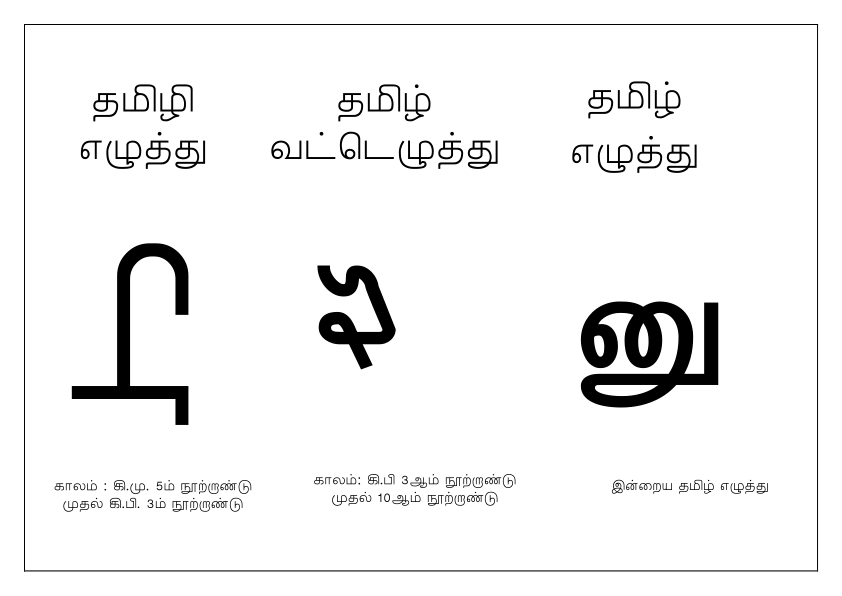 தமிழி
எழுத்து
தமிழ்
வட்டெழுத்து
தமிழ்
எழுத்து
னு
காலம் : கி.மு. 5ம் நூற்றாண்டு
முதல் கி.பி. 3ம் நூற்றாண்டு
காலம்: கி.பி 3ஆம் நூற்றாண்டு
முதல் 10ஆம் நூற்றாண்டு
இன்றைய தமிழ் எழுத்து